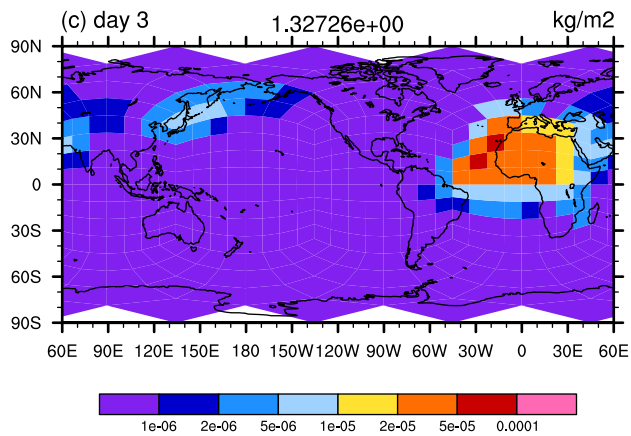 (c) day 3 1.32726e+00 kg/m2
90N
60N
30N
0
30S
60S
90S
60E 90E 120E 150E 180 150W 120W 90W 60W 30W 0 30E 60E
1e-06 2e-06 5e-06 1e-05 2e-05 5e-05 0.0001